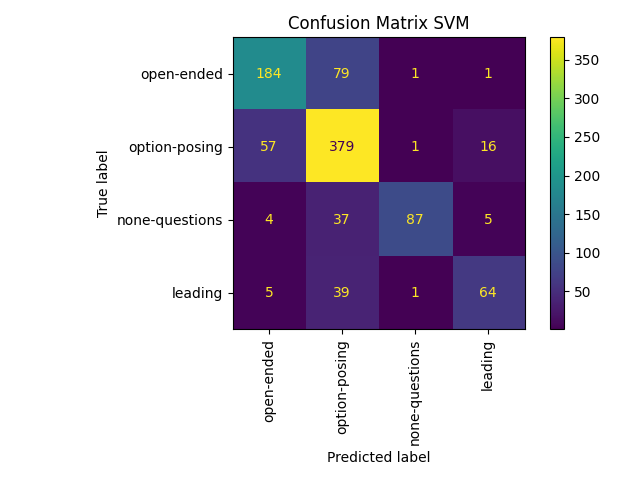 Confusion Matrix SVM
True label
open-ended 184 79 1 1
option-posing 57 379 1 16
none-questions 4 37 87 5
leading 5 39 1 64
open-ended option-posing none-questions leading
Predicted label
350
300
250
200
150
100
50